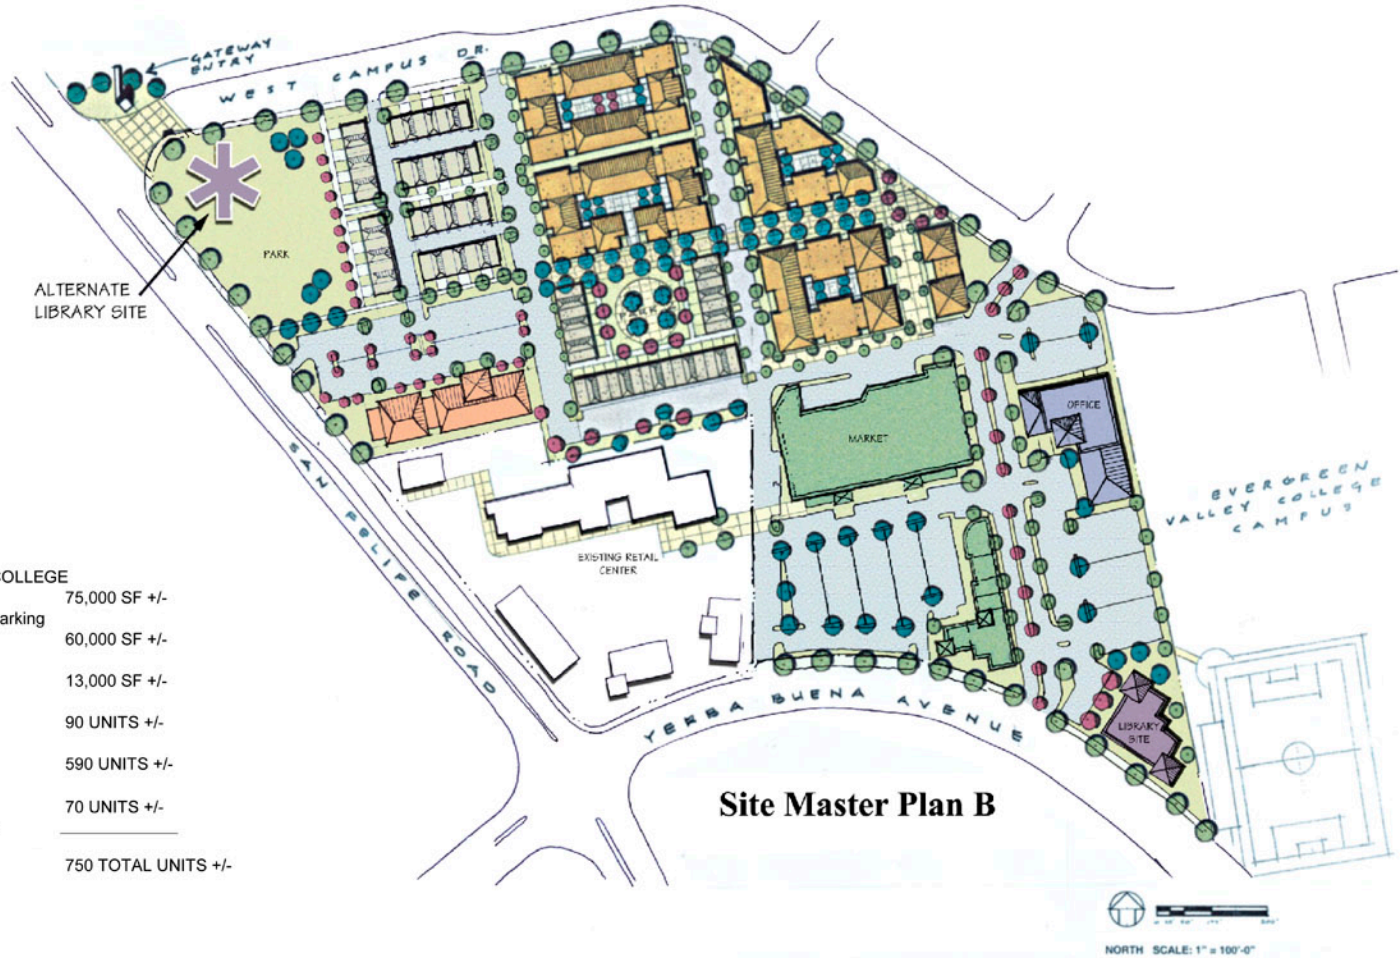 GATEWAY
ENTRY
WEST CAMPUS DR.
ALTERNATE
LIBRARY SITE
PARK
PARK
MARKET
OFFICE
EXISTING RETAIL
CENTER
SAN FELIPE ROAD
EVERGREEN
VALLEY COLLEGE
CAMPUS
YERBA BUENA AVENUE
LIBRARY
SITE
COLLEGE
75,000 SF +/-
arking
60,000 SF +/-
13,000 SF +/-
90 UNITS +/-
590 UNITS +/-
70 UNITS +/-
750 TOTAL UNITS +/-
Site Master Plan B
NORTH SCALE: 1" = 100'-0"